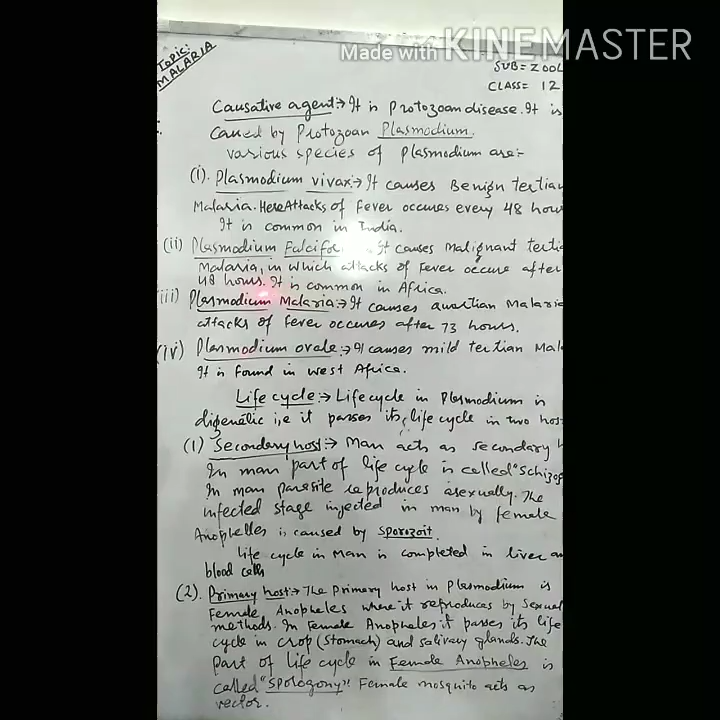 Made with KINEMASTER
Topic:
MALARIA
SUB = ZOOL
CLASS = 12
Causative agent:→ It is Protozoan disease. It is
caused by Protozoan Plasmodium.
various species of Plasmodium are:-
(i). Plasmodium vivax:→ It causes Benign tertian
Malaria. Here Attacks of fever occures every 48 hou
It is common in India.
(ii) Plasmodium Falcifo It causes Malignant terti
Malaria, in which attacks of fever occure after
48 hours. It is common in Africa.
iii) Plasmodium Malaria:→ It causes quartian Malaria
attacks of fever occures after 73 hours.
(iv) Plasmodium ovale:→ It causes mild tertian Mal
It is found in west Africa.
Life cycle:→ Life cycle in Plasmodium is
digenatic i,e it passes its life cycle in two hos
(1) Secondary host:→ Man acts as secondary h
In man part of life cycle is called "Schizog
In man parasite reproduces asexually. The
infected stage injected in man by female
Anophelles is caused by sporozoit.
Life cycle in Man is completed in liver an
blood cells
(2). Primary host:→ The Primary host in Plasmodium is
Female Anopheles where it reproduces by Sexual
methods. In Female Anopheles it passes its life
cycle in crop (Stomach) and salivary glands. The
part of life cycle in Female Anopheles is
called "Sporogony". Female mosquito acts as
vector.